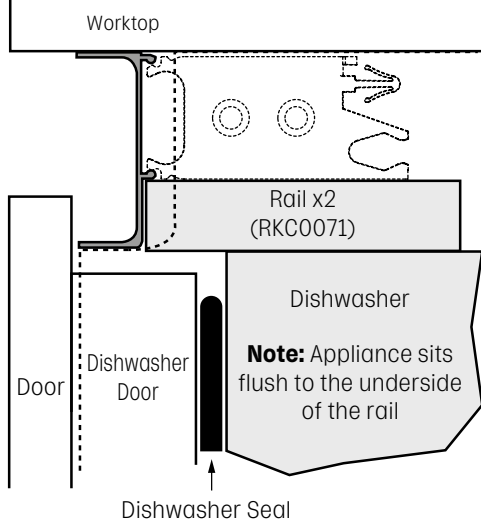 Worktop
Rail x2
(RKC0071)
Dishwasher
Note: Appliance sits
flush to the underside
of the rail
Dishwasher
Door
Door
Dishwasher Seal